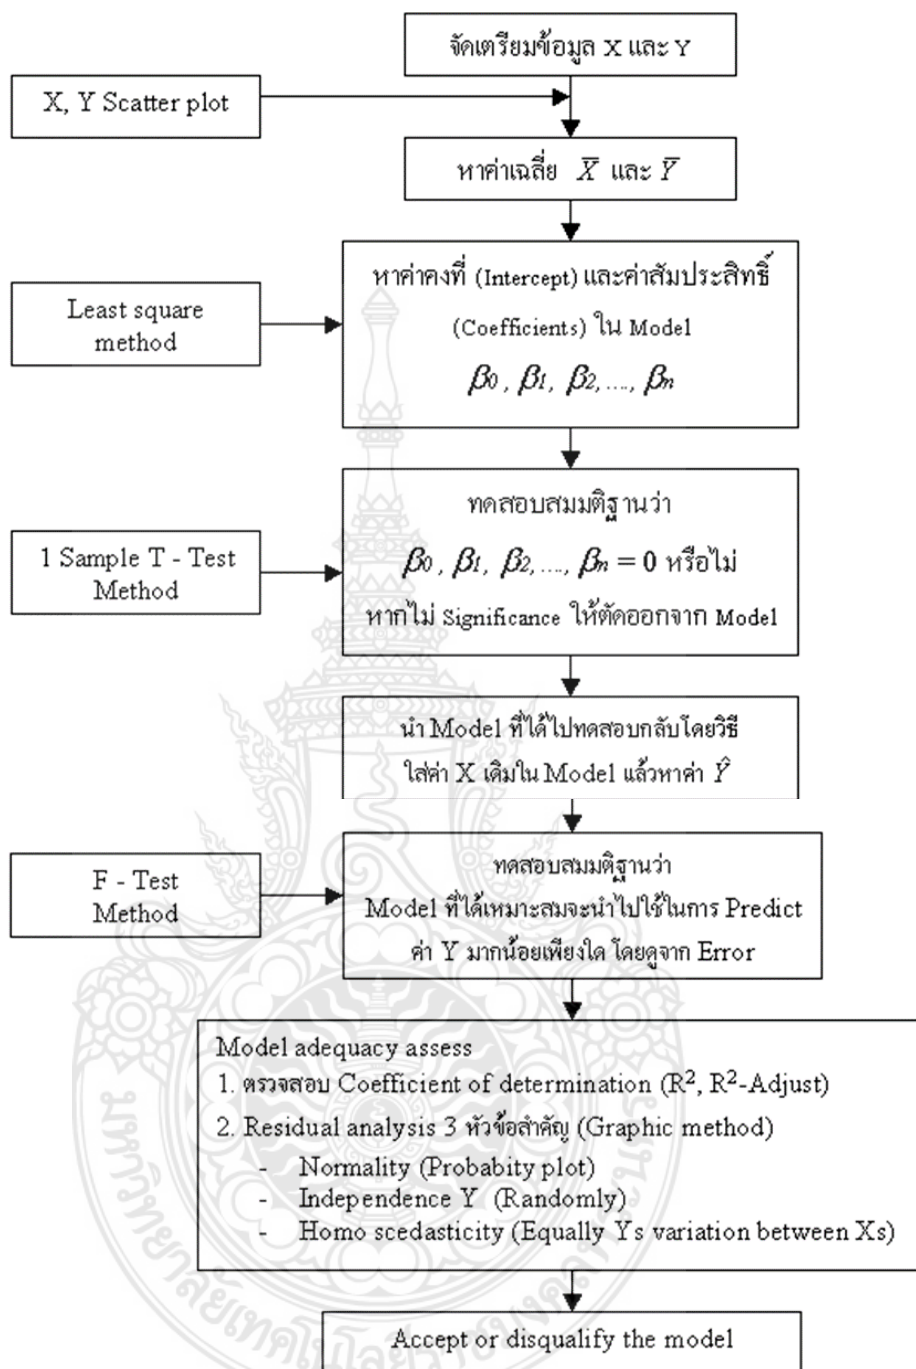 จัดเตรียมข้อมูล X และ Y
X, Y Scatter plot
หาค่าเฉลี่ย X̅ และ Y̅
Least square
method
หาค่าคงที่ (Intercept) และค่าสัมประสิทธิ์
(Coefficients) ใน Model
β0 , β1, β2, ...., βn
1 Sample T - Test
Method
ทดสอบสมมติฐานว่า
β0 , β1, β2, ...., βn = 0 หรือไม่
หากไม่ Significance ให้ตัดออกจาก Model
นำ Model ที่ได้ไปทดสอบกลับโดยวิธี
ใส่ค่า X เดิมใน Model แล้วหาค่า Ŷ
F - Test
Method
ทดสอบสมมติฐานว่า
Model ที่ได้เหมาะสมจะนำไปใช้ในการ Predict
ค่า Y มากน้อยเพียงใด โดยดูจาก Error
Model adequacy assess
1. ตรวจสอบ Coefficient of determination (R², R²-Adjust)
2. Residual analysis 3 หัวข้อสำคัญ (Graphic method)
- Normality (Probabity plot)
- Independence Y (Randomly)
- Homo scedasticity (Equally Ys variation between Xs)
Accept or disqualify the model